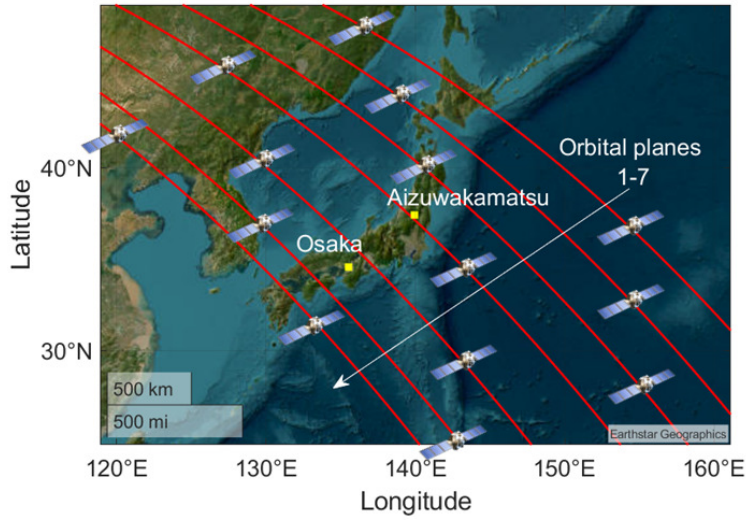 Latitude
40°N
30°N
Orbital planes
1-7
Aizuwakamatsu
Osaka
500 km
500 mi
Earthstar Geographics
120°E
130°E
140°E
150°E
160°E
Longitude